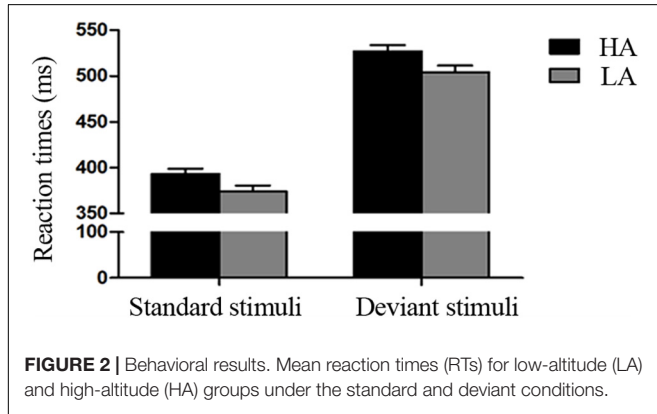 550
500
450
400
350
100
0
Reaction times (ms)
HA
LA
Standard stimuli
Deviant stimuli
FIGURE 2 | Behavioral results. Mean reaction times (RTs) for low-altitude (LA)
and high-altitude (HA) groups under the standard and deviant conditions.